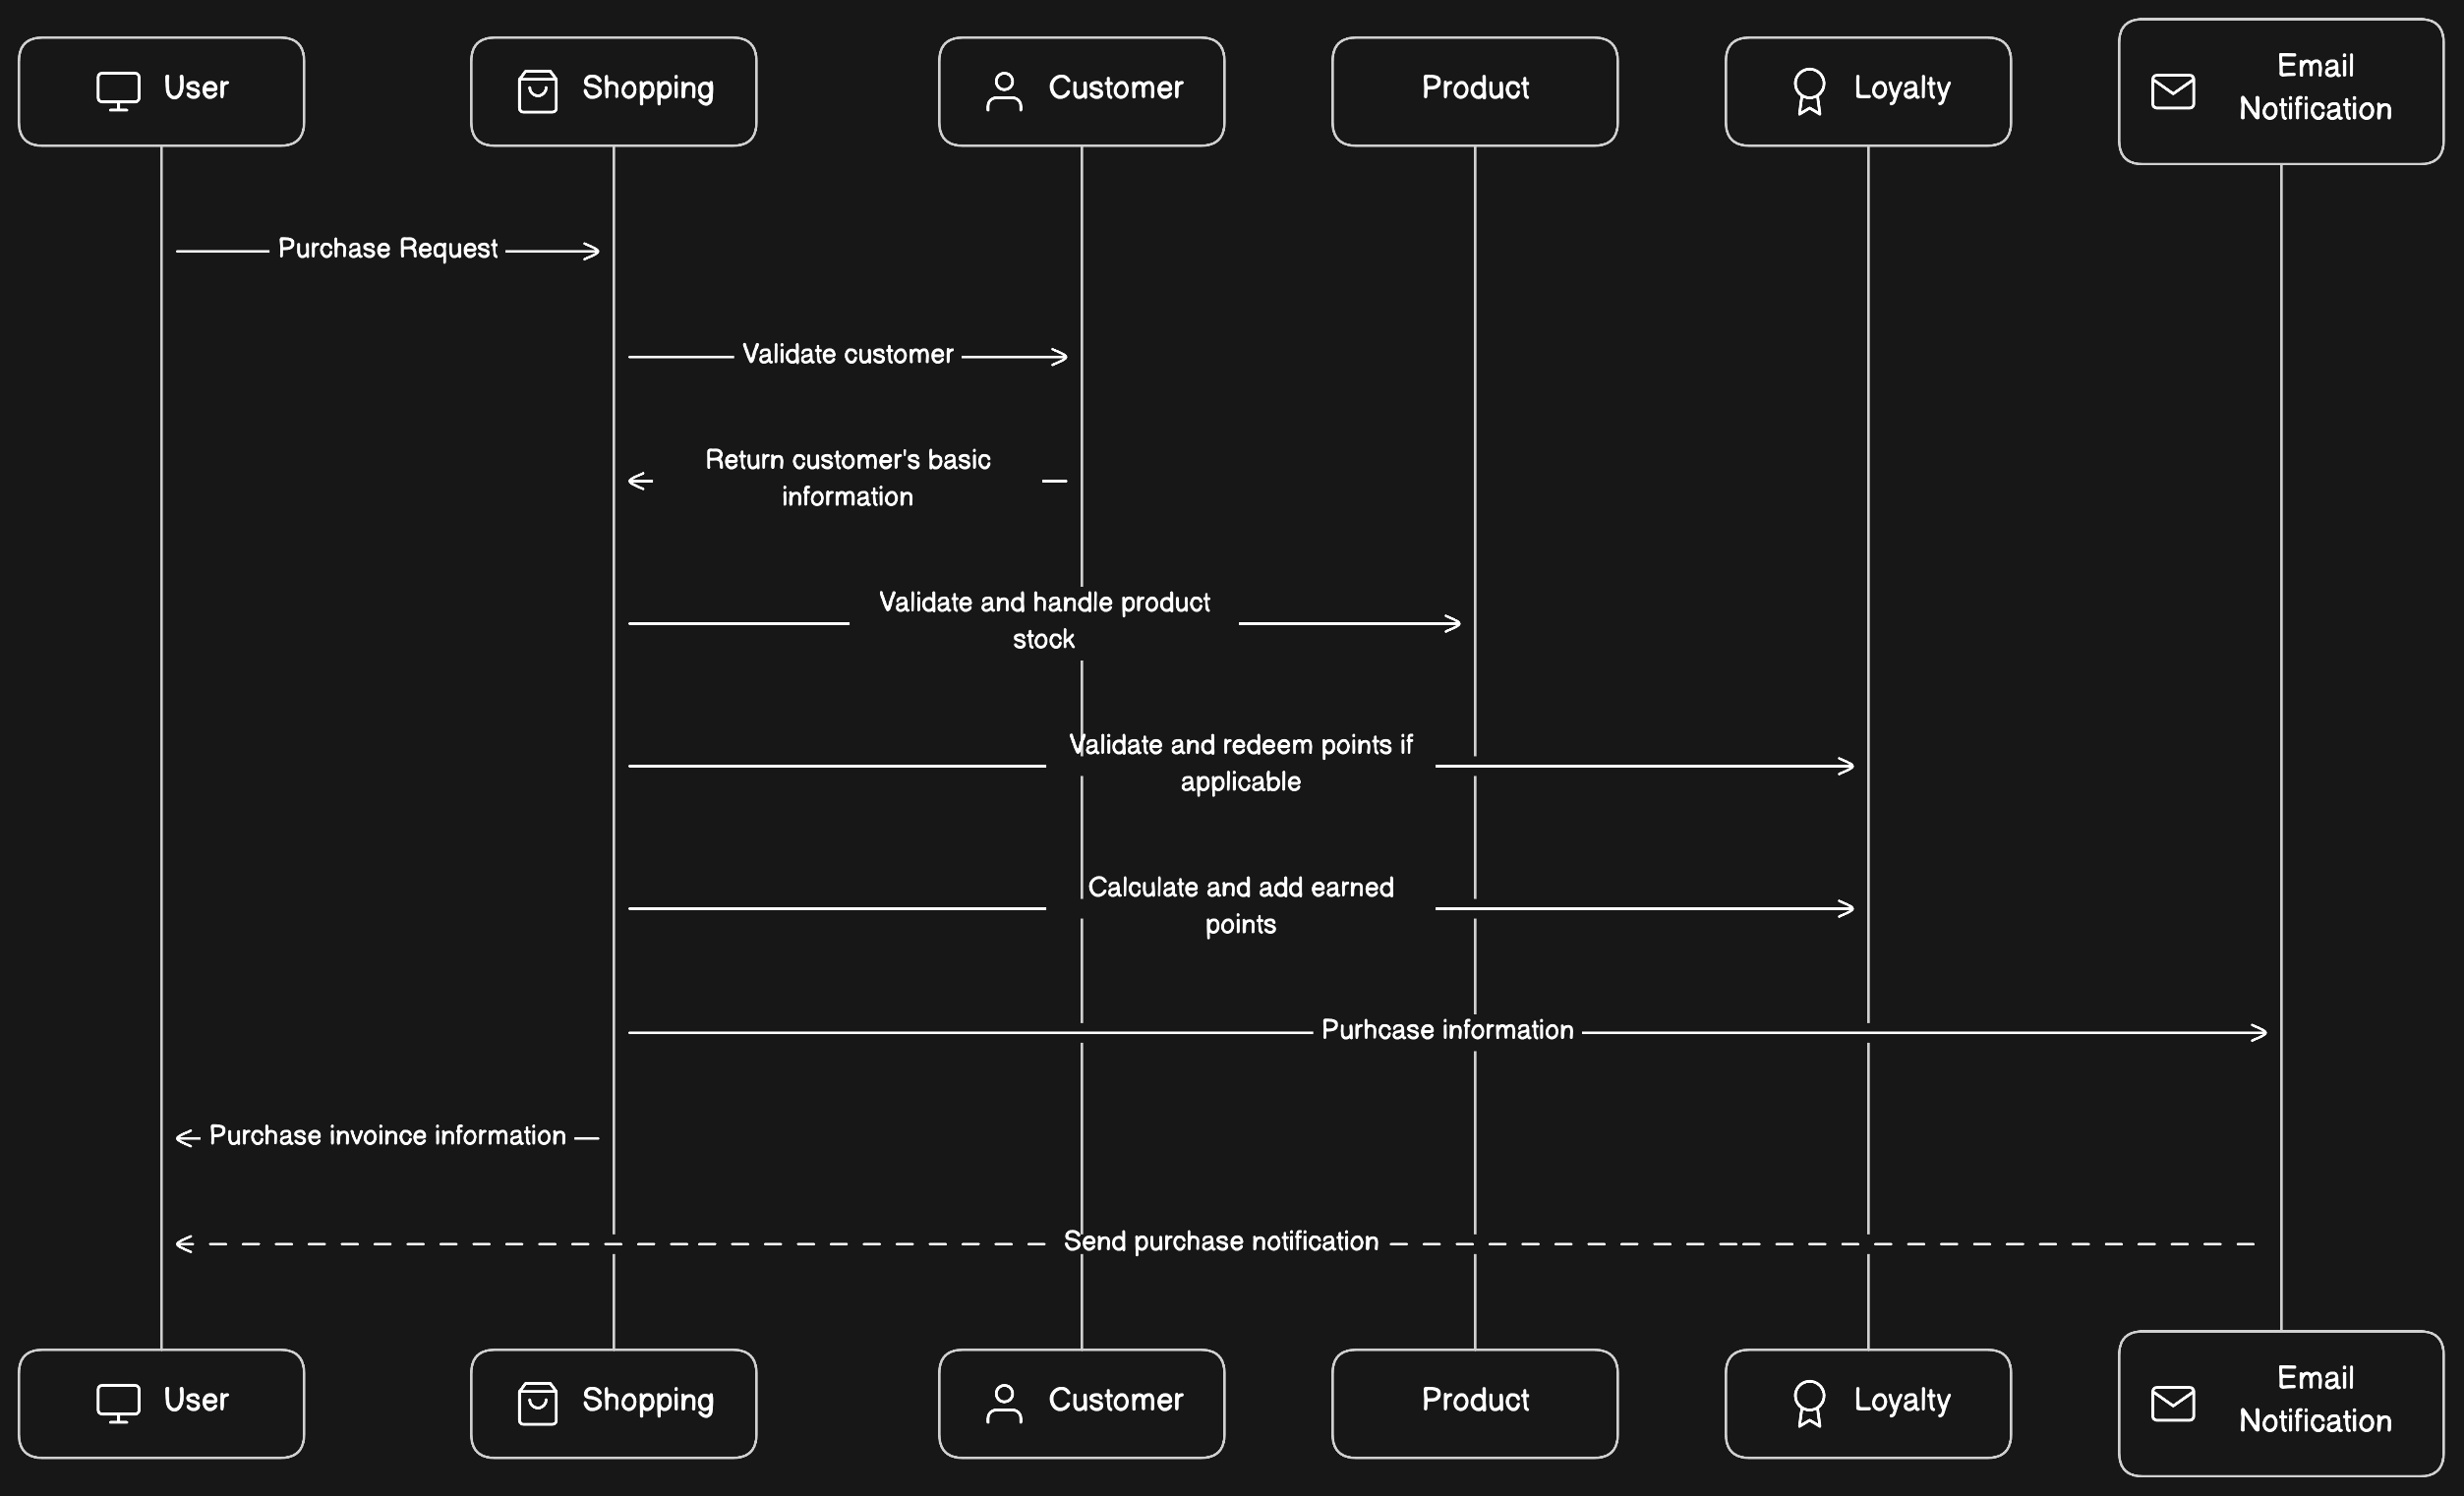 User
Shopping
Customer
Product
Loyalty
Email
Notification
Purchase Request
Validate customer
Return customer's basic
information
Validate and handle product
stock
Validate and redeem points if
applicable
Calculate and add earned
points
Purhcase information
Purchase invoince information
Send purchase notification
User
Shopping
Customer
Product
Loyalty
Email
Notification